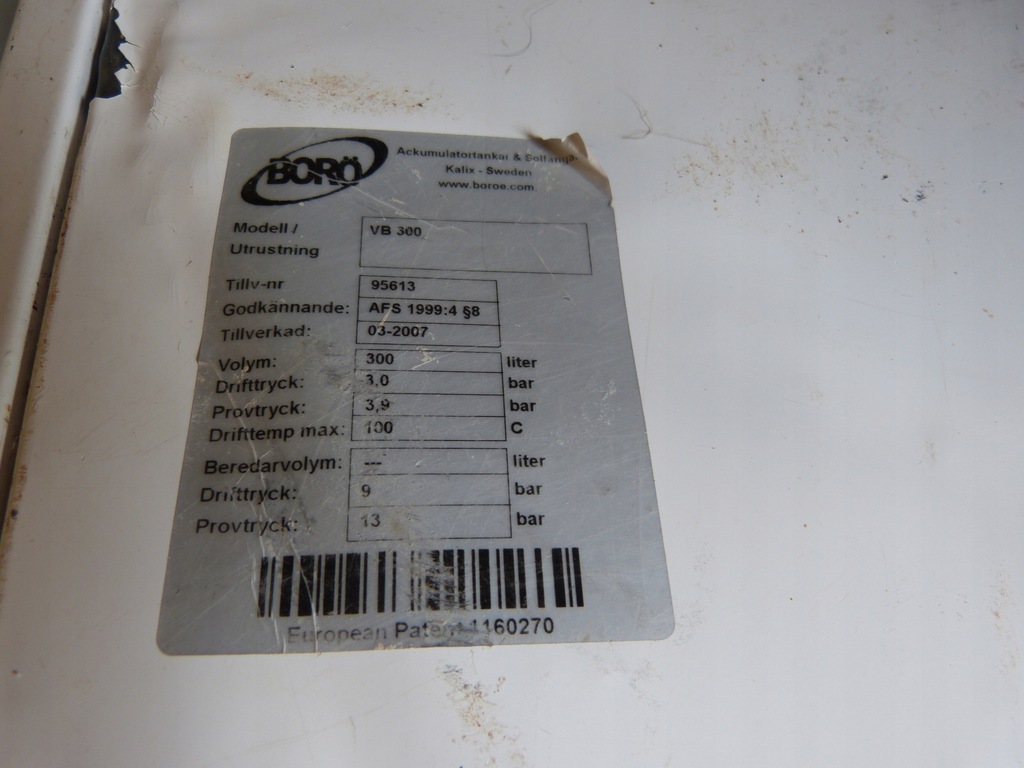 BORÖ
Ackumulatortankar & Solfångare
Kalix - Sweden
www.boroe.com
Modell / Utrustning VB 300
Tillv-nr 95613
Godkännande: AFS 1999:4 §8
Tillverkad: 03-2007
Volym: 300 liter
Drifttryck: 3,0 bar
Provtryck: 3,9 bar
Drifttemp max: 100 C
Beredarvolym: --- liter
Drifttryck: 9 bar
Provtryck: 13 bar
European Patent 1160270